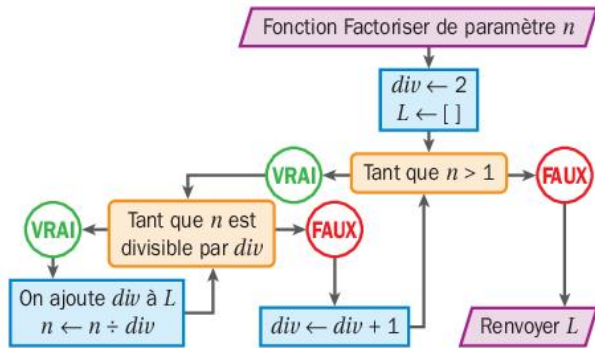 Fonction Factoriser de paramètre n
div ← 2
L ← [ ]
Tant que n > 1
VRAI
FAUX
Tant que n est
divisible par div
VRAI
FAUX
On ajoute div à L
n ← n ÷ div
div ← div + 1
Renvoyer L